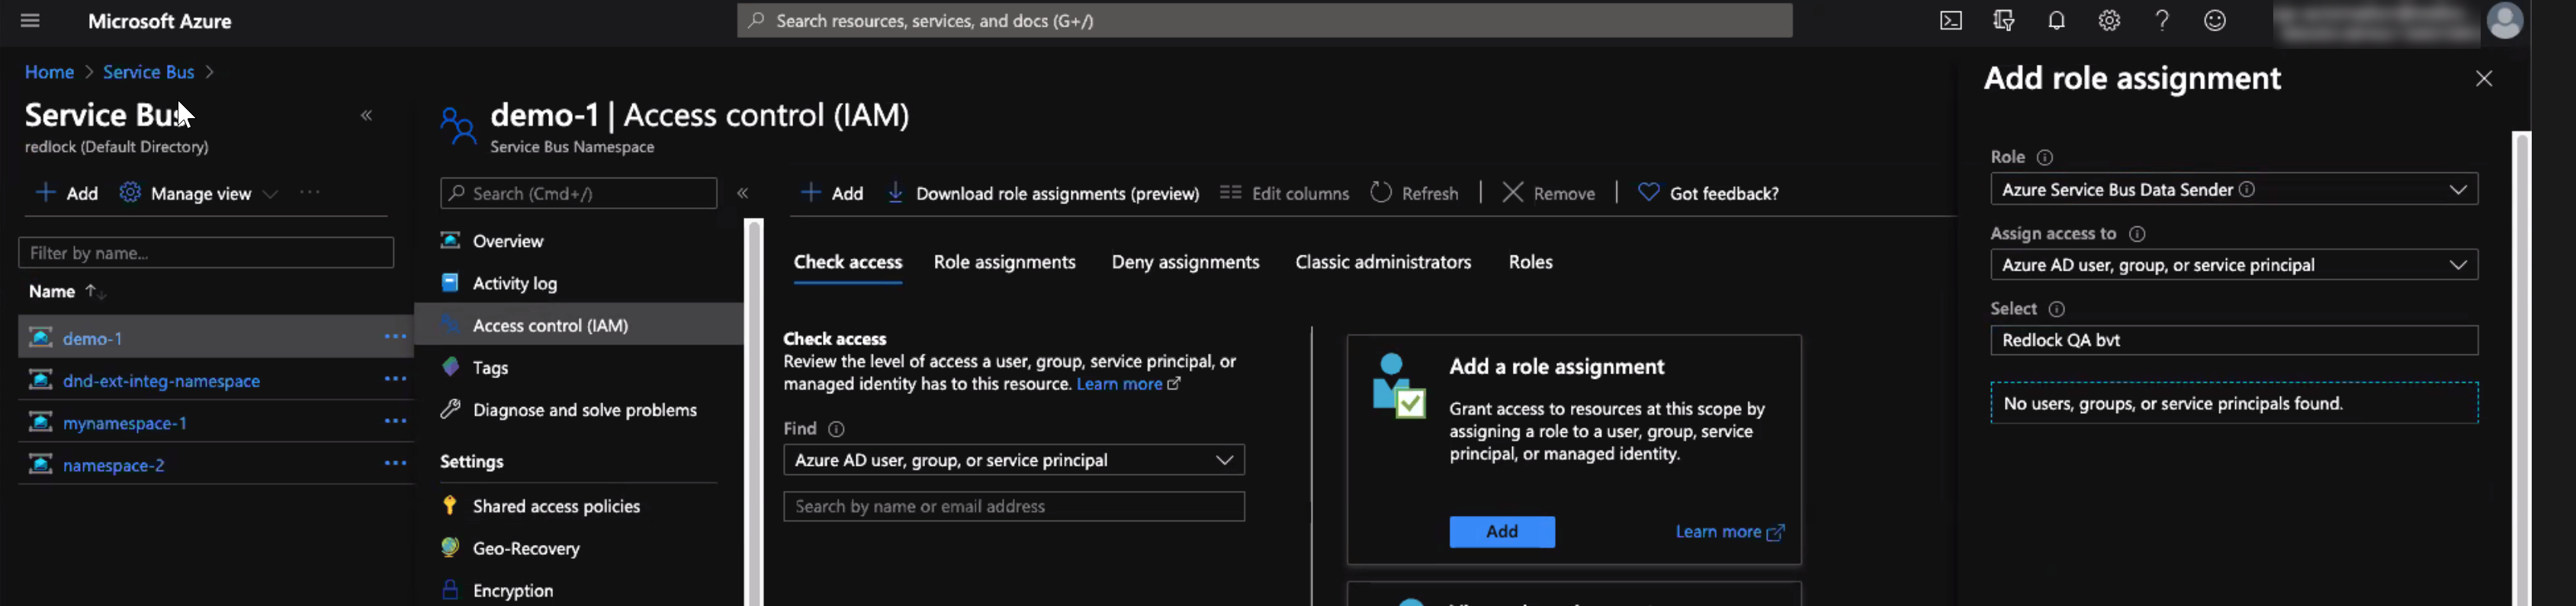 Microsoft Azure
Search resources, services, and docs (G+/)
Home > Service Bus >
Service Bus
redlock (Default Directory)
Add
Manage view
Filter by name...
Name
demo-1
dnd-ext-integ-namespace
mynamespace-1
namespace-2
demo-1 | Access control (IAM)
Service Bus Namespace
Search (Cmd+/)
Overview
Activity log
Access control (IAM)
Tags
Diagnose and solve problems
Settings
Shared access policies
Geo-Recovery
Encryption
Add
Download role assignments (preview)
Edit columns
Refresh
Remove
Got feedback?
Check access
Role assignments
Deny assignments
Classic administrators
Roles
Check access
Review the level of access a user, group, service principal, or
managed identity has to this resource. Learn more
Find
Azure AD user, group, or service principal
Search by name or email address
Add a role assignment
Grant access to resources at this scope by
assigning a role to a user, group, service
principal, or managed identity.
Add
Learn more
Add role assignment
Role
Azure Service Bus Data Sender
Assign access to
Azure AD user, group, or service principal
Select
Redlock QA bvt
No users, groups, or service principals found.